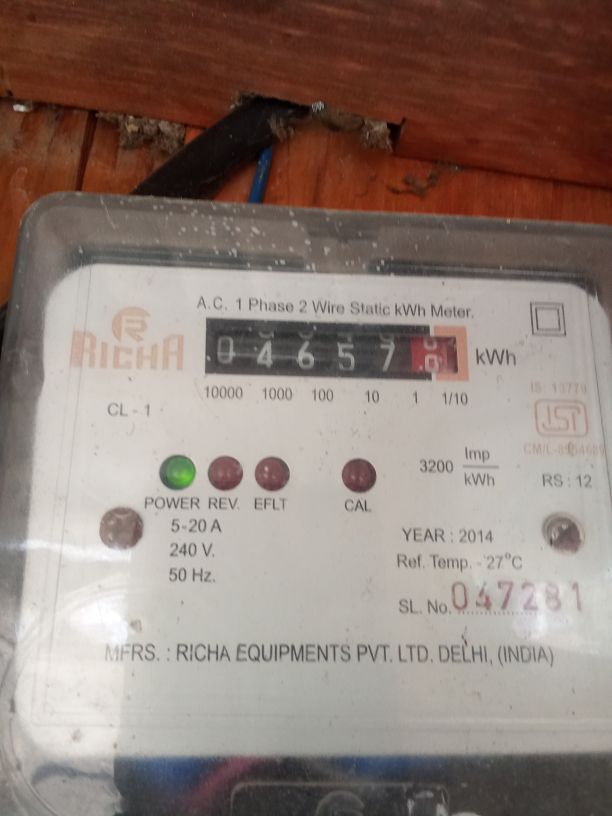 A.C. 1 Phase 2 Wire Static kWh Meter.
RICHA
0 4 6 5 7 kWh
10000 1000 100 10 1 1/10
CL - 1
IS: 13779
3200 Imp/kWh
RS : 12
POWER REV. EFLT CAL
5-20 A
240 V.
50 Hz.
YEAR : 2014
Ref. Temp. - 27°C
SL. No. 047281
MFRS. : RICHA EQUIPMENTS PVT. LTD. DELHI, (INDIA)